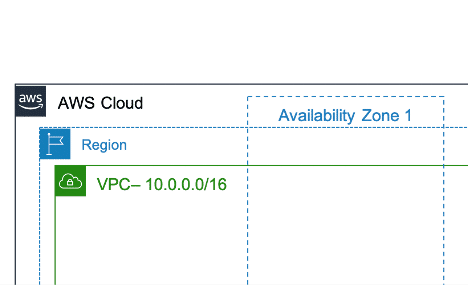 aws
AWS Cloud
Availability Zone 1
Region
VPC– 10.0.0.0/16